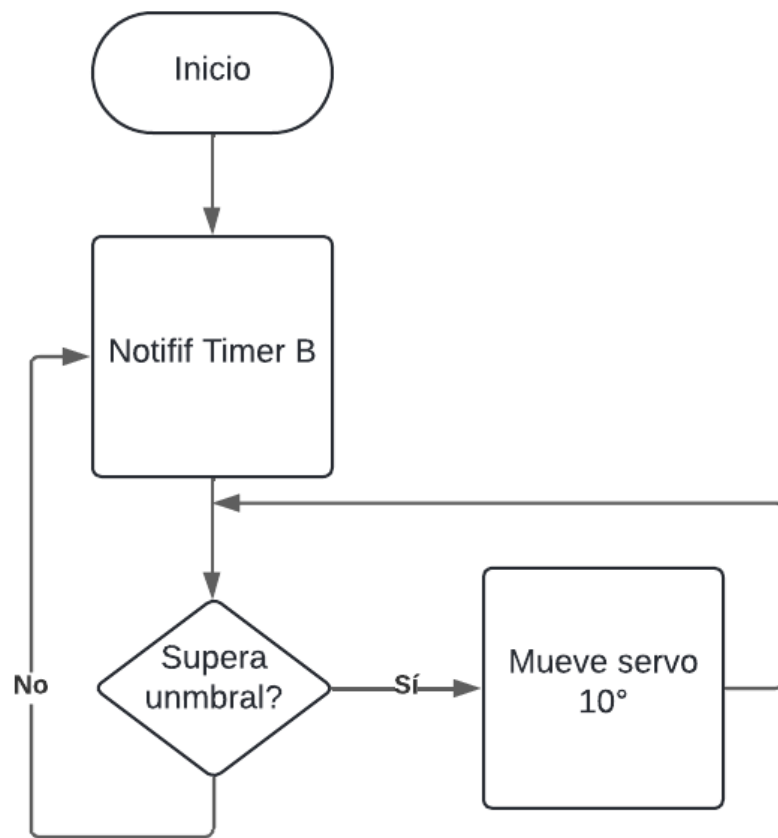 Inicio
Notifif Timer B
Supera
unmbral?
No
Sí
Mueve servo
10°